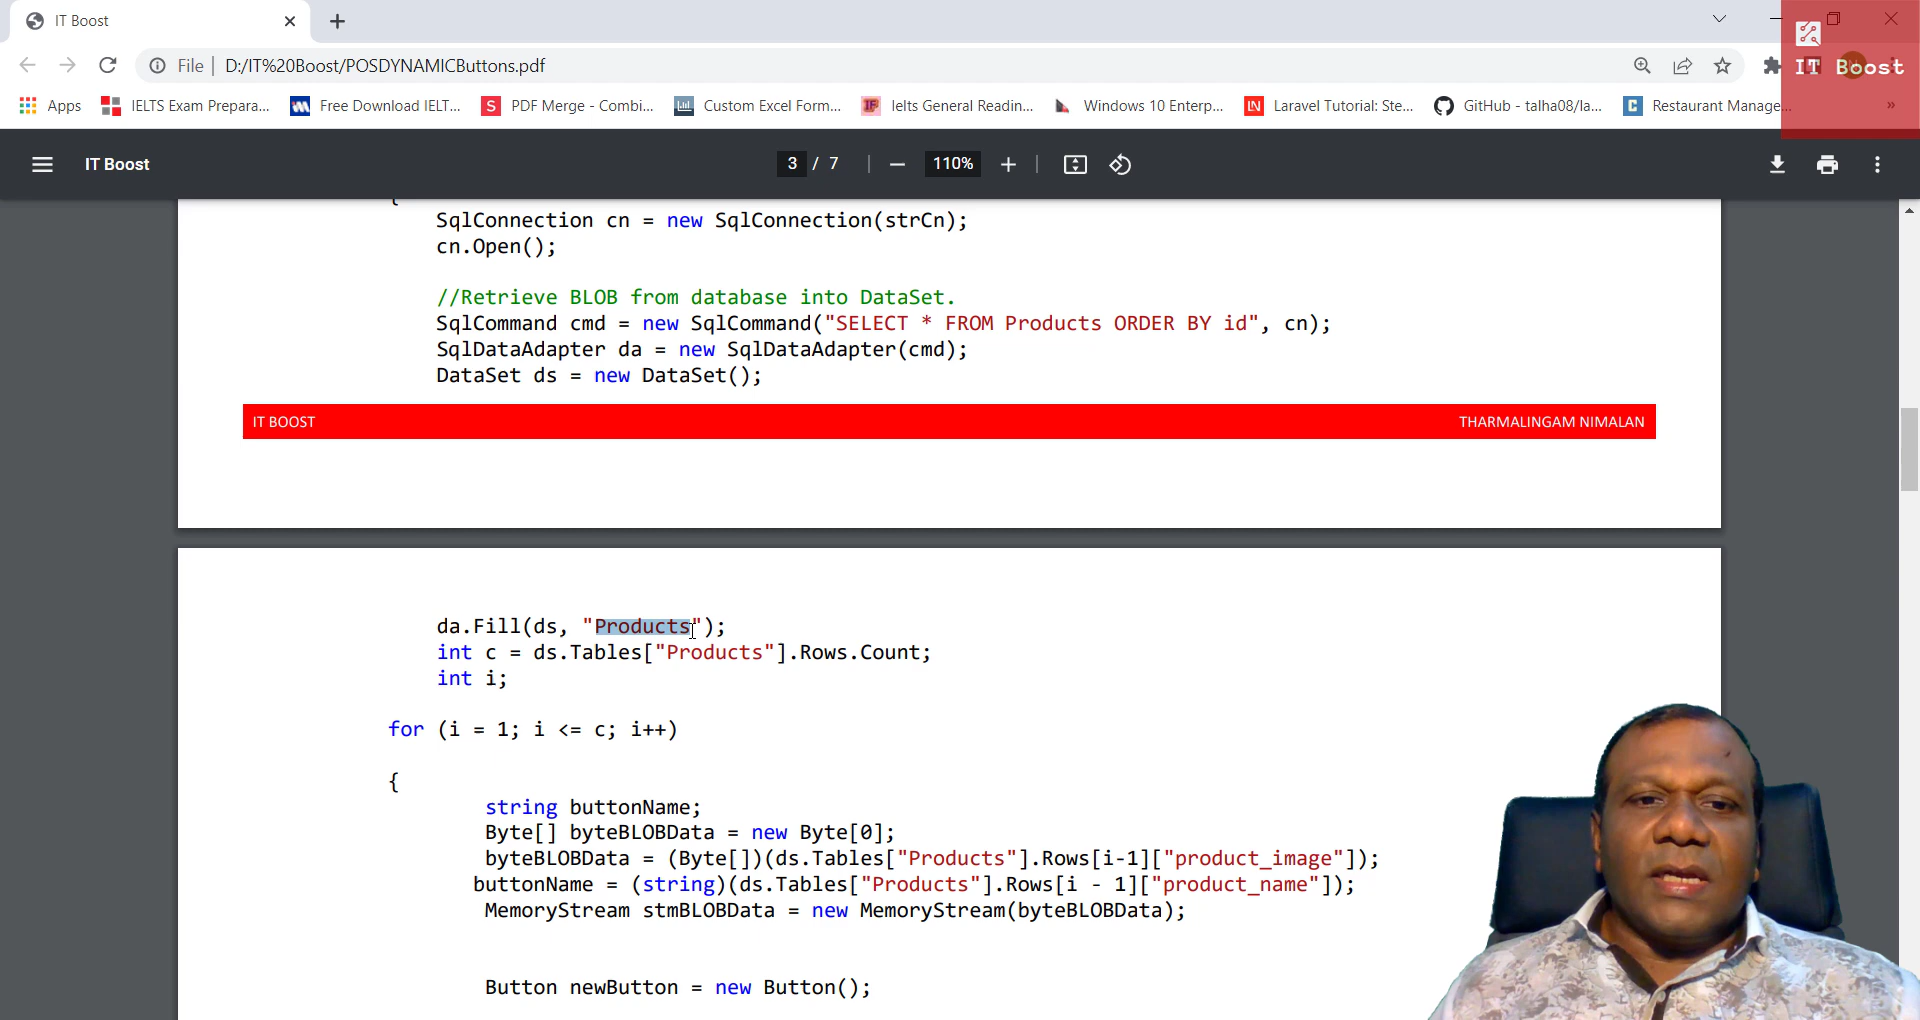 IT Boost
File
D:/IT%20Boost/POSDYNAMICButtons.pdf
IT Boost
Apps
IELTS Exam Prepara...
Free Download IELT...
PDF Merge - Combi...
Custom Excel Form...
Ielts General Readin...
Windows 10 Enterp...
Laravel Tutorial: Ste...
GitHub - talha08/la...
Restaurant Manage...
IT Boost
3 / 7
110%
{
SqlConnection cn = new SqlConnection(strCn);
cn.Open();
//Retrieve BLOB from database into DataSet.
SqlCommand cmd = new SqlCommand("SELECT * FROM Products ORDER BY id", cn);
SqlDataAdapter da = new SqlDataAdapter(cmd);
DataSet ds = new DataSet();
IT BOOST
THARMALINGAM NIMALAN
da.Fill(ds, "Products");
int c = ds.Tables["Products"].Rows.Count;
int i;
for (i = 1; i <= c; i++)
{
string buttonName;
Byte[] byteBLOBData = new Byte[0];
byteBLOBData = (Byte[])(ds.Tables["Products"].Rows[i-1]["product_image"]);
buttonName = (string)(ds.Tables["Products"].Rows[i - 1]["product_name"]);
MemoryStream stmBLOBData = new MemoryStream(byteBLOBData);
Button newButton = new Button();